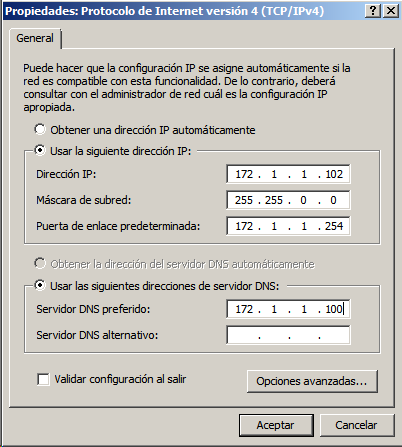 Propiedades: Protocolo de Internet versión 4 (TCP/IPv4)
General
Puede hacer que la configuración IP se asigne automáticamente si la
red es compatible con esta funcionalidad. De lo contrario, deberá
consultar con el administrador de red cuál es la configuración IP
apropiada.
Obtener una dirección IP automáticamente
Usar la siguiente dirección IP:
Dirección IP: 172 . 1 . 1 . 102
Máscara de subred: 255 . 255 . 0 . 0
Puerta de enlace predeterminada: 172 . 1 . 1 . 254
Obtener la dirección del servidor DNS automáticamente
Usar las siguientes direcciones de servidor DNS:
Servidor DNS preferido: 172 . 1 . 1 . 100
Servidor DNS alternativo: . . .
Validar configuración al salir
Opciones avanzadas...
Aceptar Cancelar